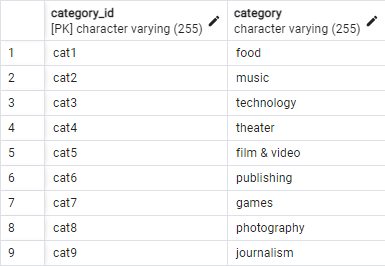 category_id category
[PK] character varying (255) character varying (255)
1 cat1 food
2 cat2 music
3 cat3 technology
4 cat4 theater
5 cat5 film & video
6 cat6 publishing
7 cat7 games
8 cat8 photography
9 cat9 journalism